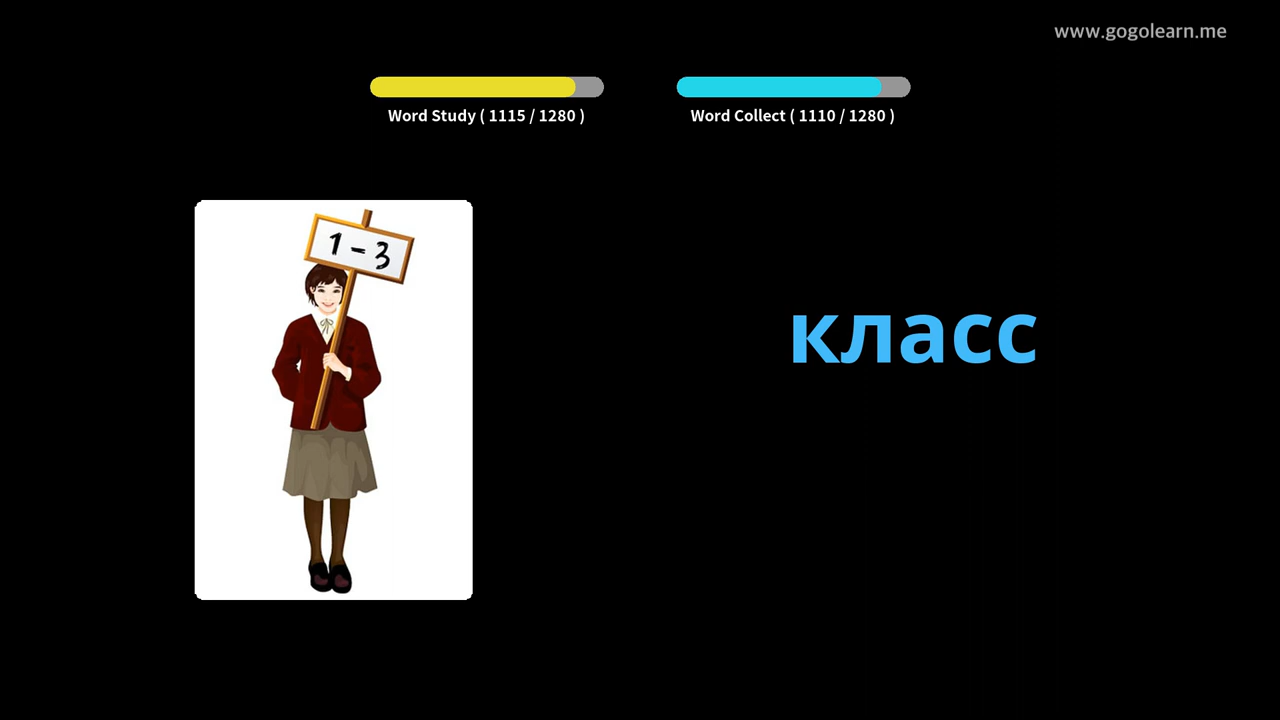 www.gogolearn.me
Word Study ( 1115 / 1280 )
Word Collect ( 1110 / 1280 )
1 - 3
класс